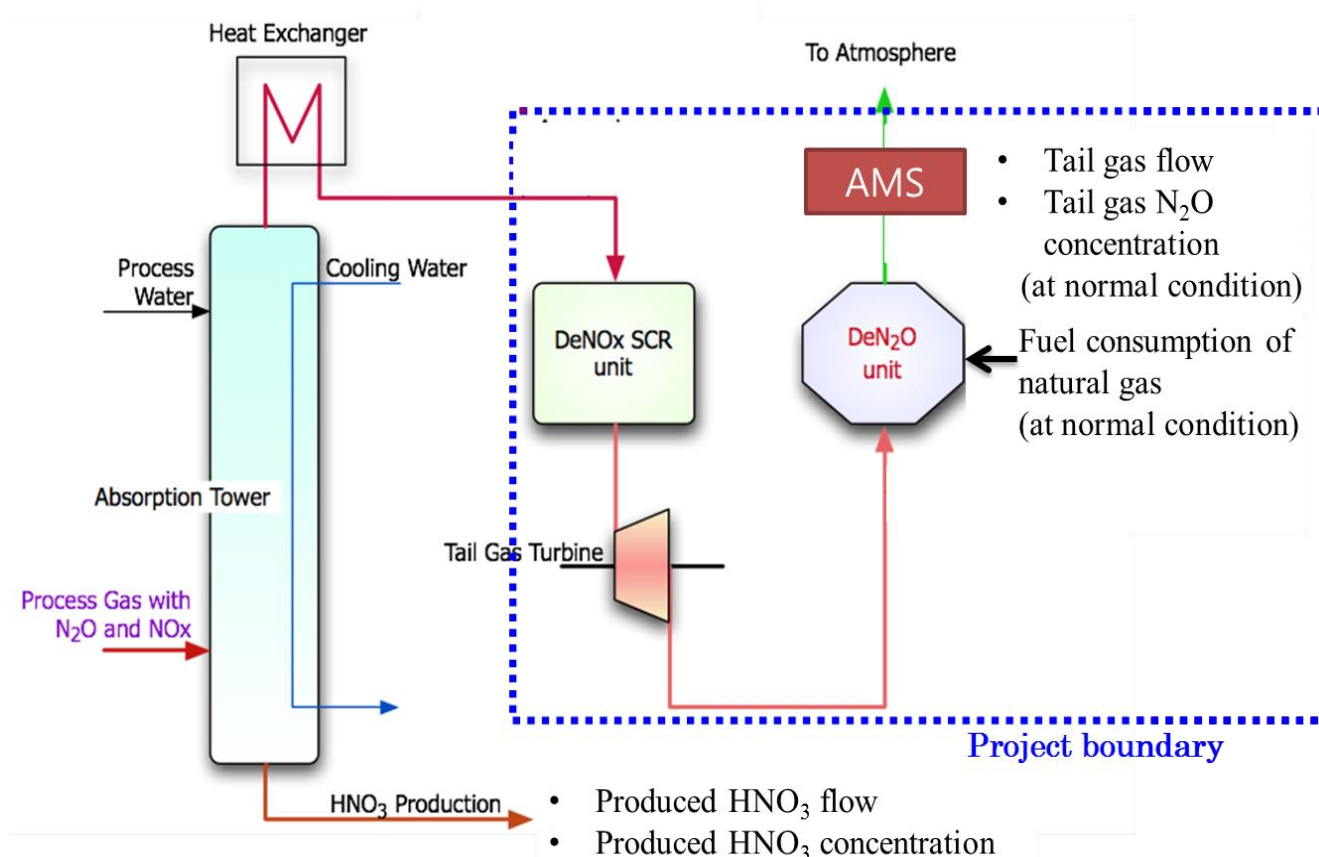 Heat Exchanger
To Atmosphere
AMS
• Tail gas flow
• Tail gas N₂O
concentration
(at normal condition)
Process
Water
Cooling Water
DeNOx SCR
unit
DeN₂O
unit
Fuel consumption of
natural gas
(at normal condition)
Absorption Tower
Tail Gas Turbine
Process Gas with
N₂O and NOx
Project boundary
HNO₃ Production
• Produced HNO₃ flow
• Produced HNO₃ concentration